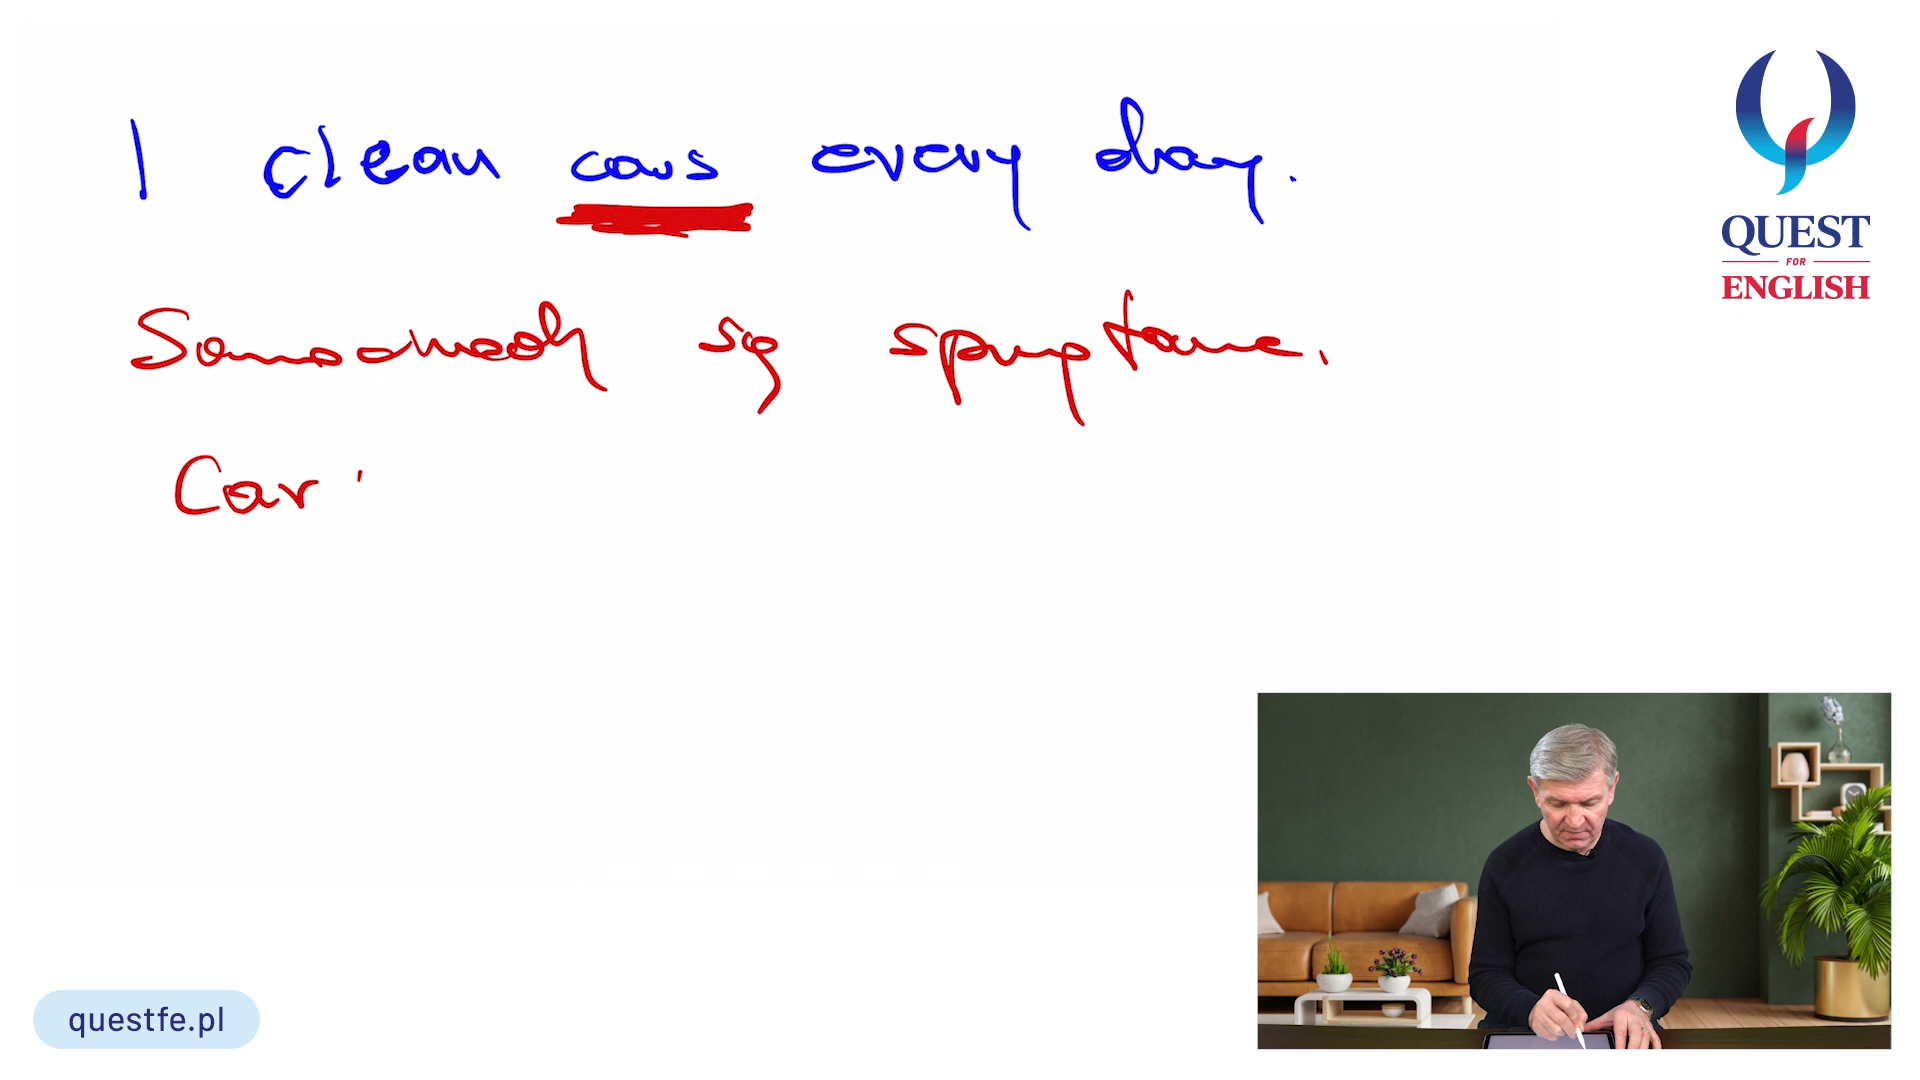 I clean cars every day.
Samochody są sprzątane.
Car
QUEST
FOR
ENGLISH
questfe.pl